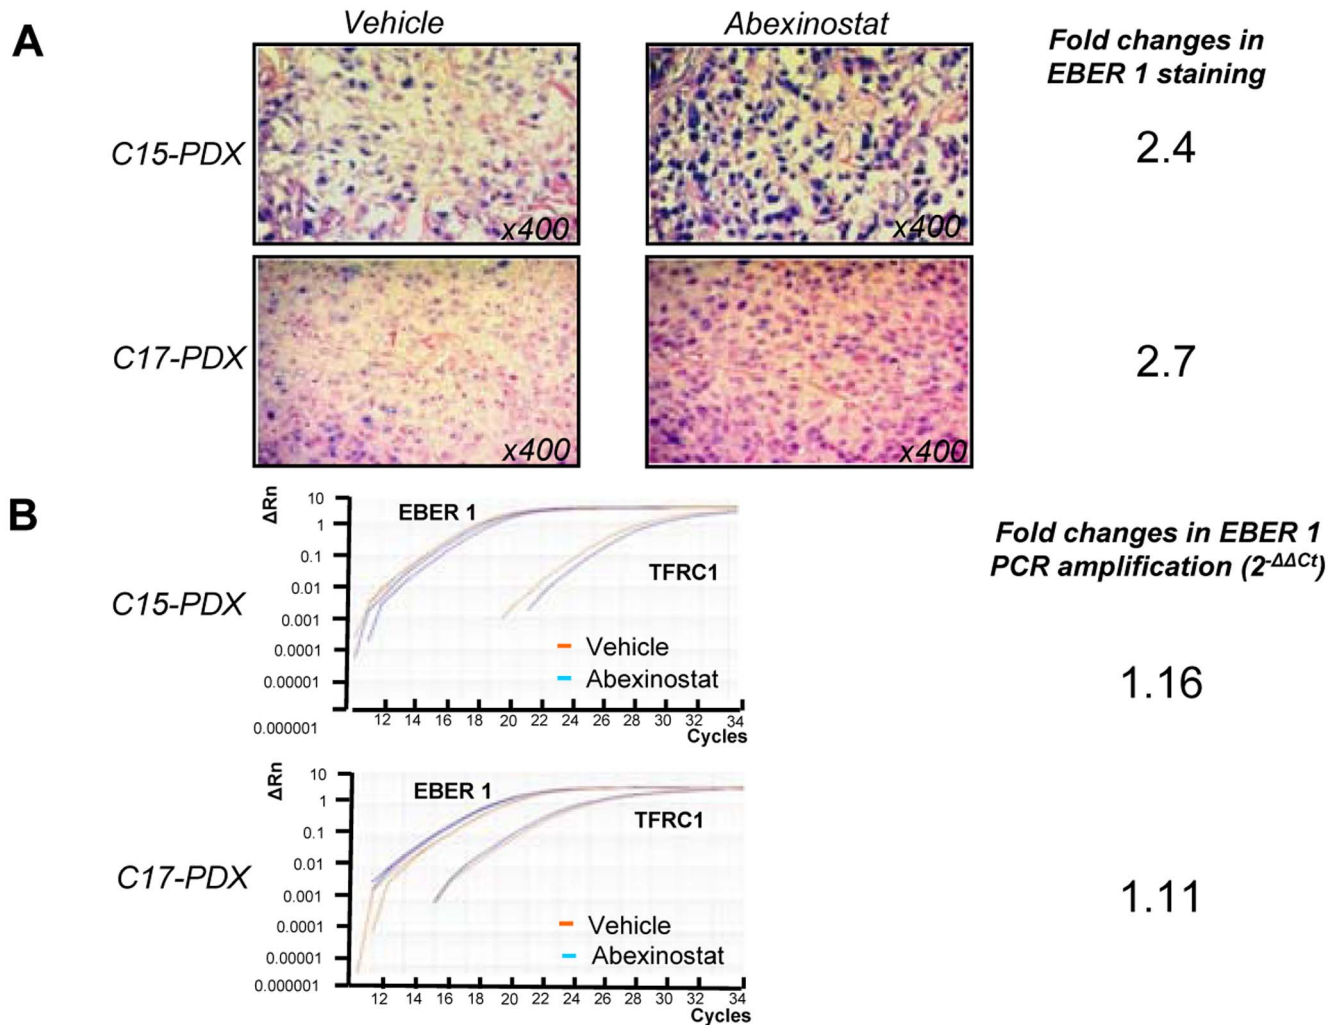 A
Vehicle
Abexinostat
Fold changes in
EBER 1 staining
C15-PDX
x400
x400
2.4
C17-PDX
x400
x400
2.7
B
ΔRn
10
1
0.1
0.01
0.001
0.0001
0.00001
0.000001
EBER 1
TFRC1
Vehicle
Abexinostat
12 14 16 18 20 22 24 26 28 30 32 34
Cycles
C15-PDX
Fold changes in EBER 1
PCR amplification (2-ΔΔCt)
1.16
ΔRn
10
1
0.1
0.01
0.001
0.0001
0.00001
0.000001
EBER 1
TFRC1
Vehicle
Abexinostat
12 14 16 18 20 22 24 26 28 30 32 34
Cycles
C17-PDX
1.11